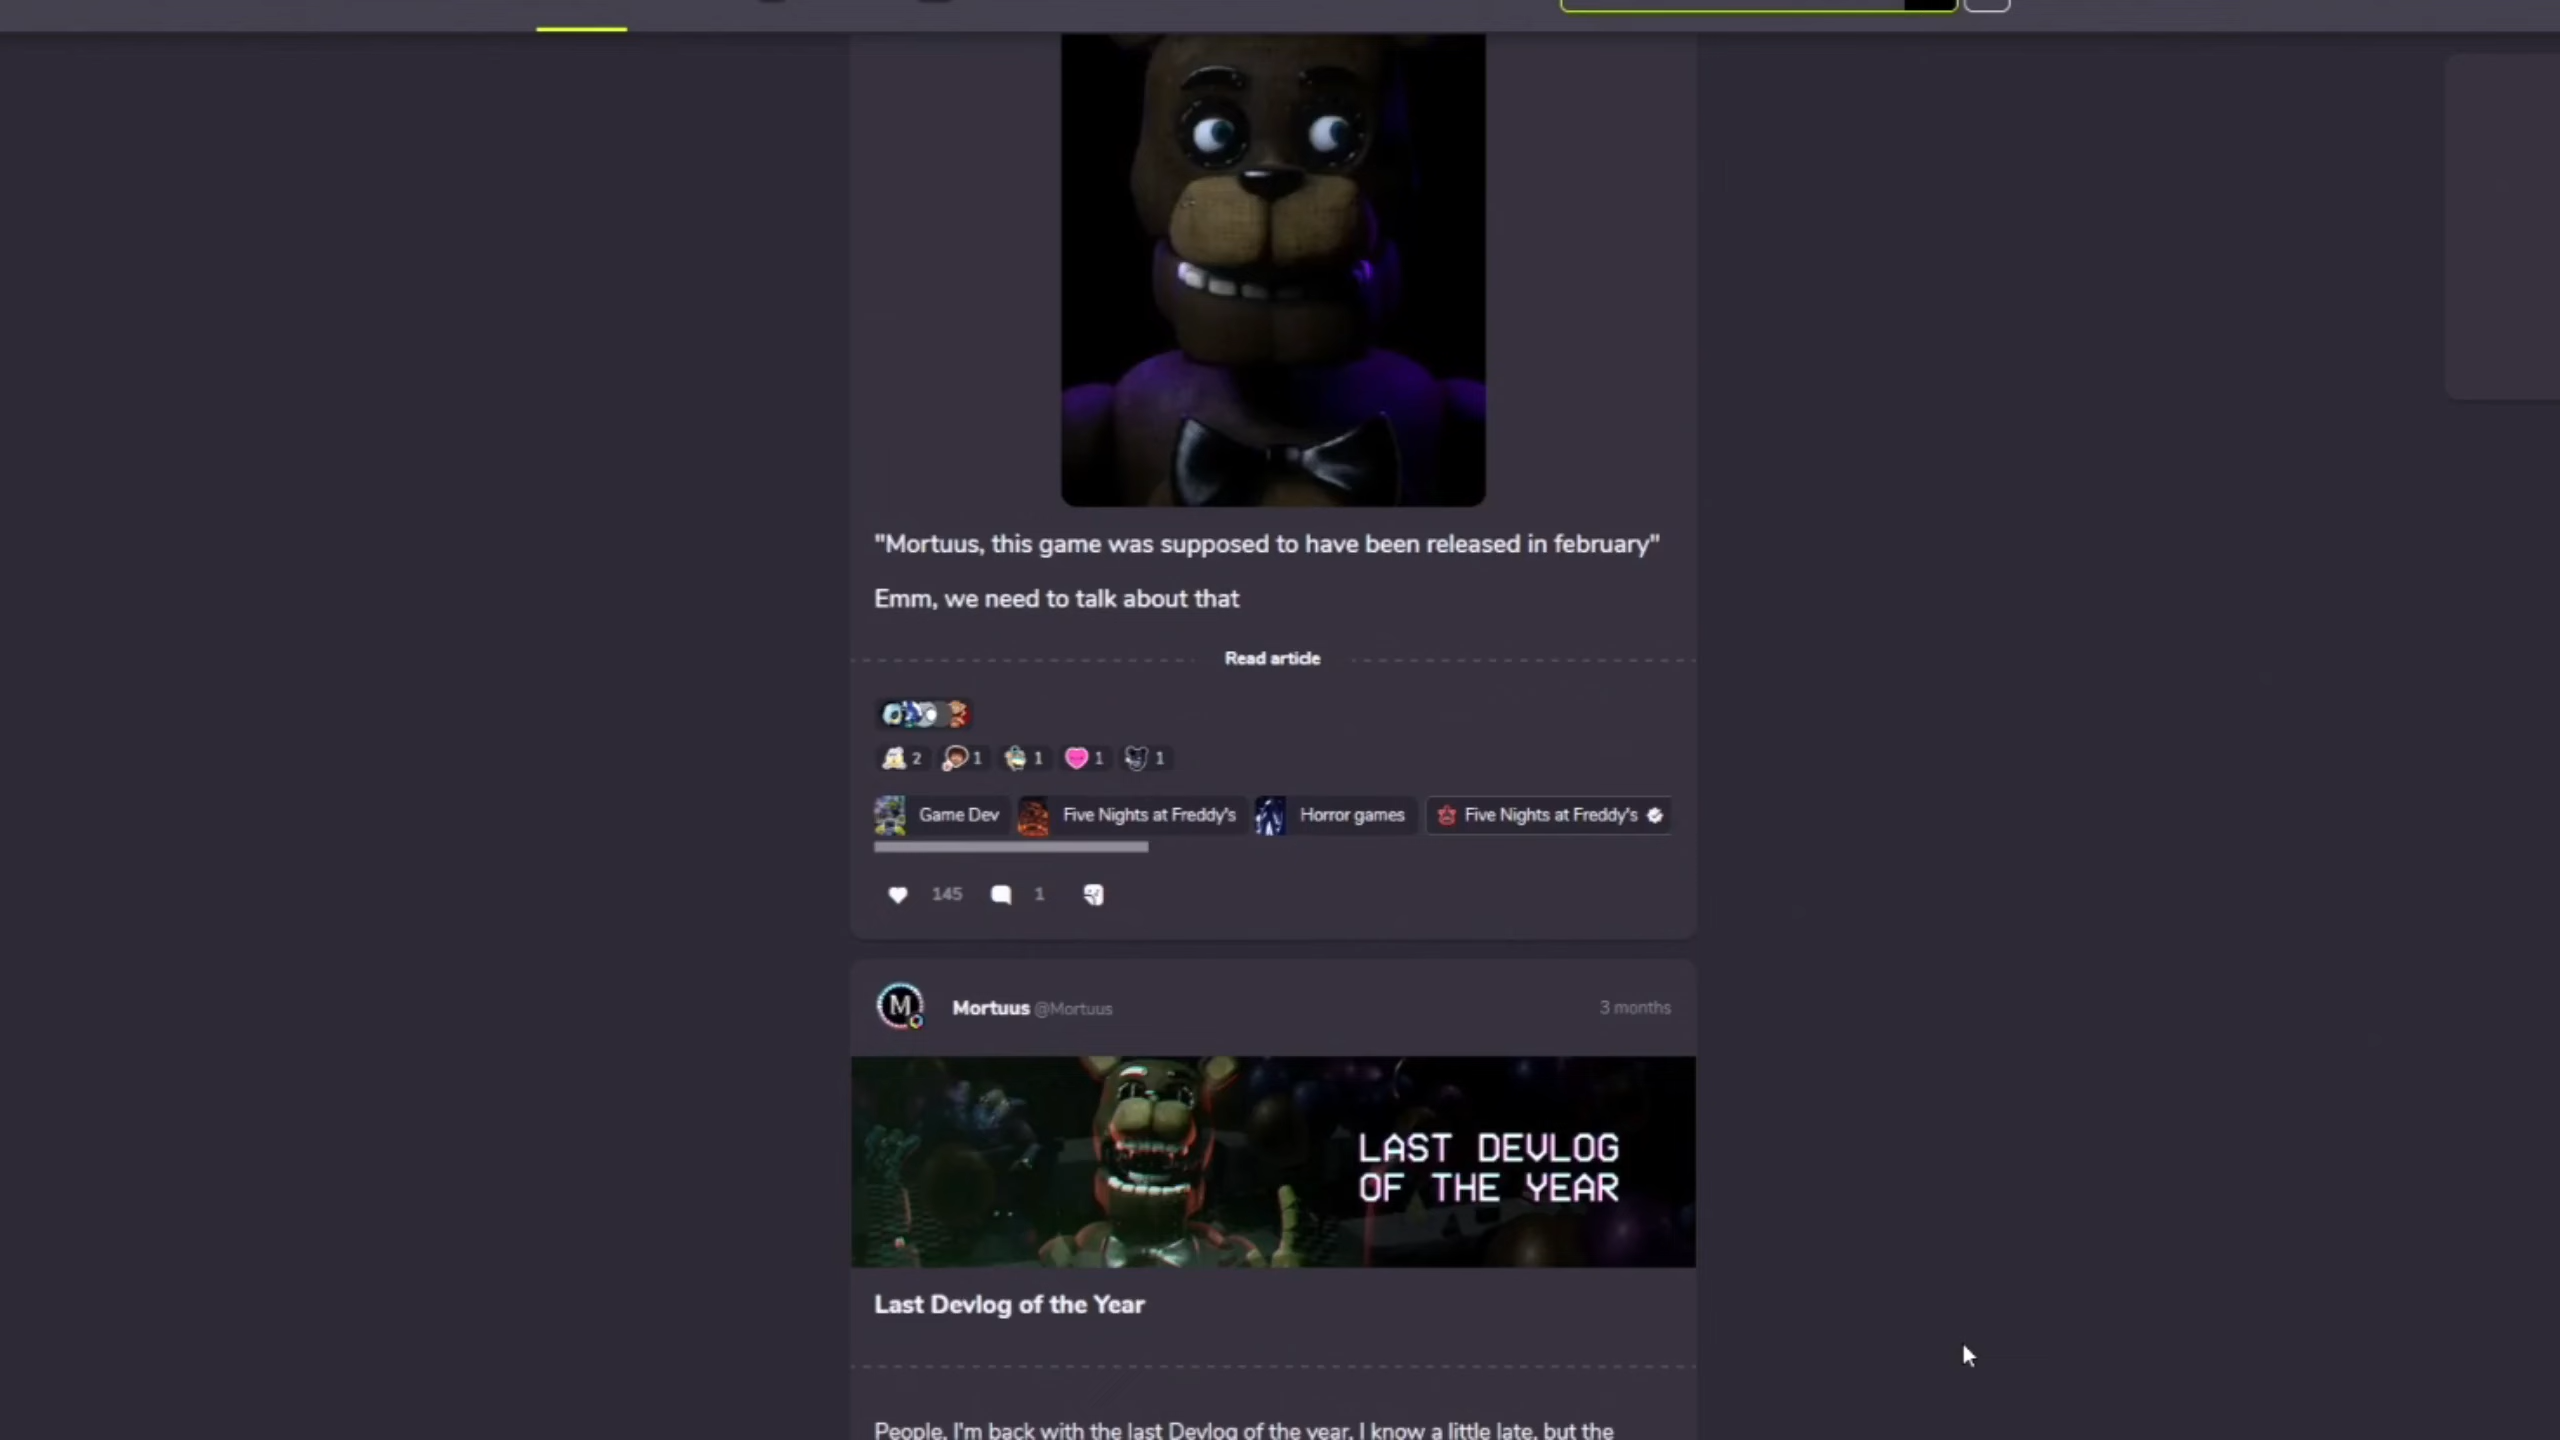 "Mortuus, this game was supposed to have been released in february"
Emm, we need to talk about that
Read article
2 1 1 1 1
Game Dev Five Nights at Freddy's Horror games Five Nights at Freddy's
145 1
M Mortuus @Mortuus 3 months
LAST DEVLOG
OF THE YEAR
Last Devlog of the Year
People, I'm back with the last Devlog of the year, I know a little late, but the